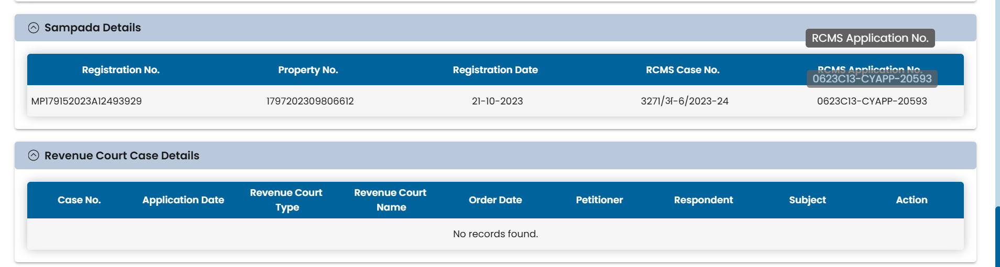 Sampada Details
RCMS Application No.
Registration No. Property No. Registration Date RCMS Case No. RCMS Application No.
0623C13-CYAPP-20593
MP179152023A12493929 1797202309806612 21-10-2023 3271/अ-6/2023-24 0623C13-CYAPP-20593
Revenue Court Case Details
Case No. Application Date Revenue Court Type Revenue Court Name Order Date Petitioner Respondent Subject Action
No records found.